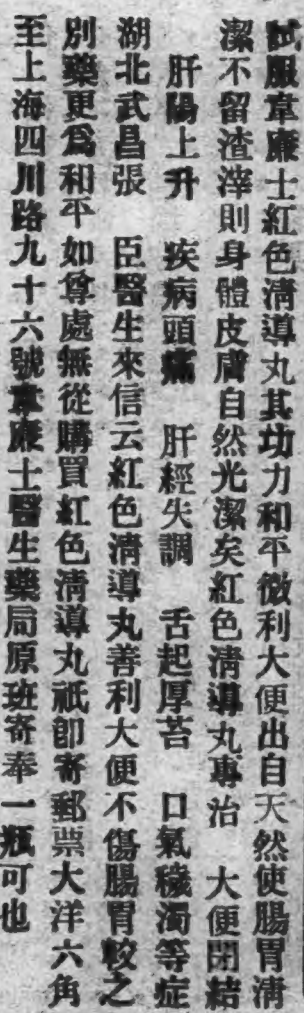 試服韋廉士紅色清導丸其功力和平微利大便出自天然使腸胃清
潔不留渣滓則身體皮膚自然光潔矣紅色清導丸專治 大便閉結
肝陽上升 疾病頭痛 肝經失調 舌起厚苔 口氣穢濁等症
湖北武昌張 臣醫生來信云紅色清導丸善利大便不傷腸胃較之
別藥更爲和平如尊處無從購買紅色清導丸祇卽寄郵票大洋六角
至上海四川路九十六號韋廉士醫生藥局原班寄奉一瓶可也